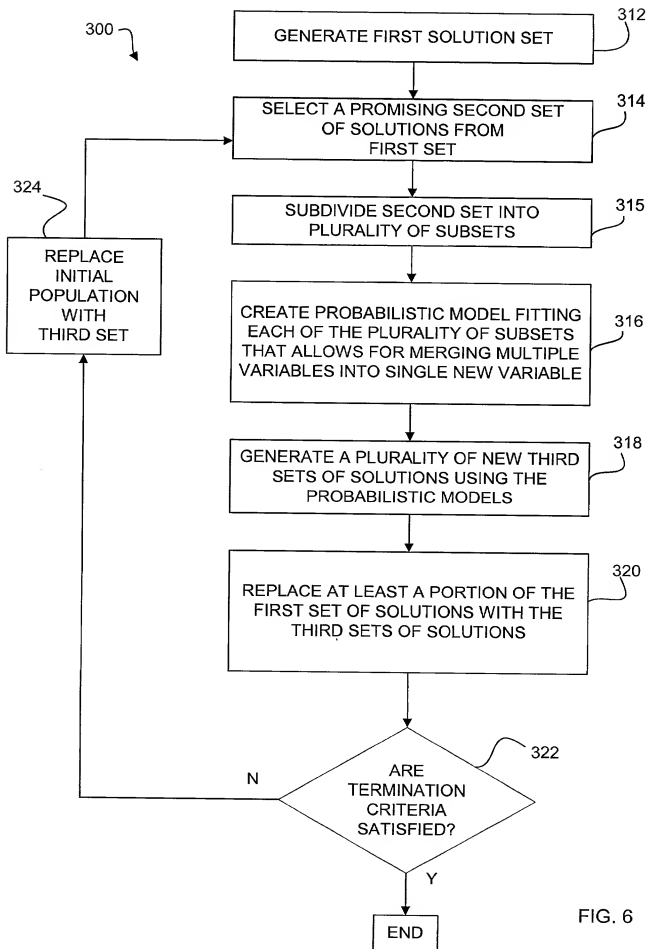 300
GENERATE FIRST SOLUTION SET
312
SELECT A PROMISING SECOND SET
OF SOLUTIONS FROM
FIRST SET
314
SUBDIVIDE SECOND SET INTO
PLURALITY OF SUBSETS
315
324
REPLACE
INITIAL
POPULATION
WITH
THIRD SET
CREATE PROBABILISTIC MODEL FITTING
EACH OF THE PLURALITY OF SUBSETS
THAT ALLOWS FOR MERGING MULTIPLE
VARIABLES INTO SINGLE NEW VARIABLE
316
GENERATE A PLURALITY OF NEW THIRD
SETS OF SOLUTIONS USING THE
PROBABILISTIC MODELS
318
REPLACE AT LEAST A PORTION OF THE
FIRST SET OF SOLUTIONS WITH THE
THIRD SETS OF SOLUTIONS
320
322
N
ARE
TERMINATION
CRITERIA
SATISFIED?
Y
END
FIG. 6